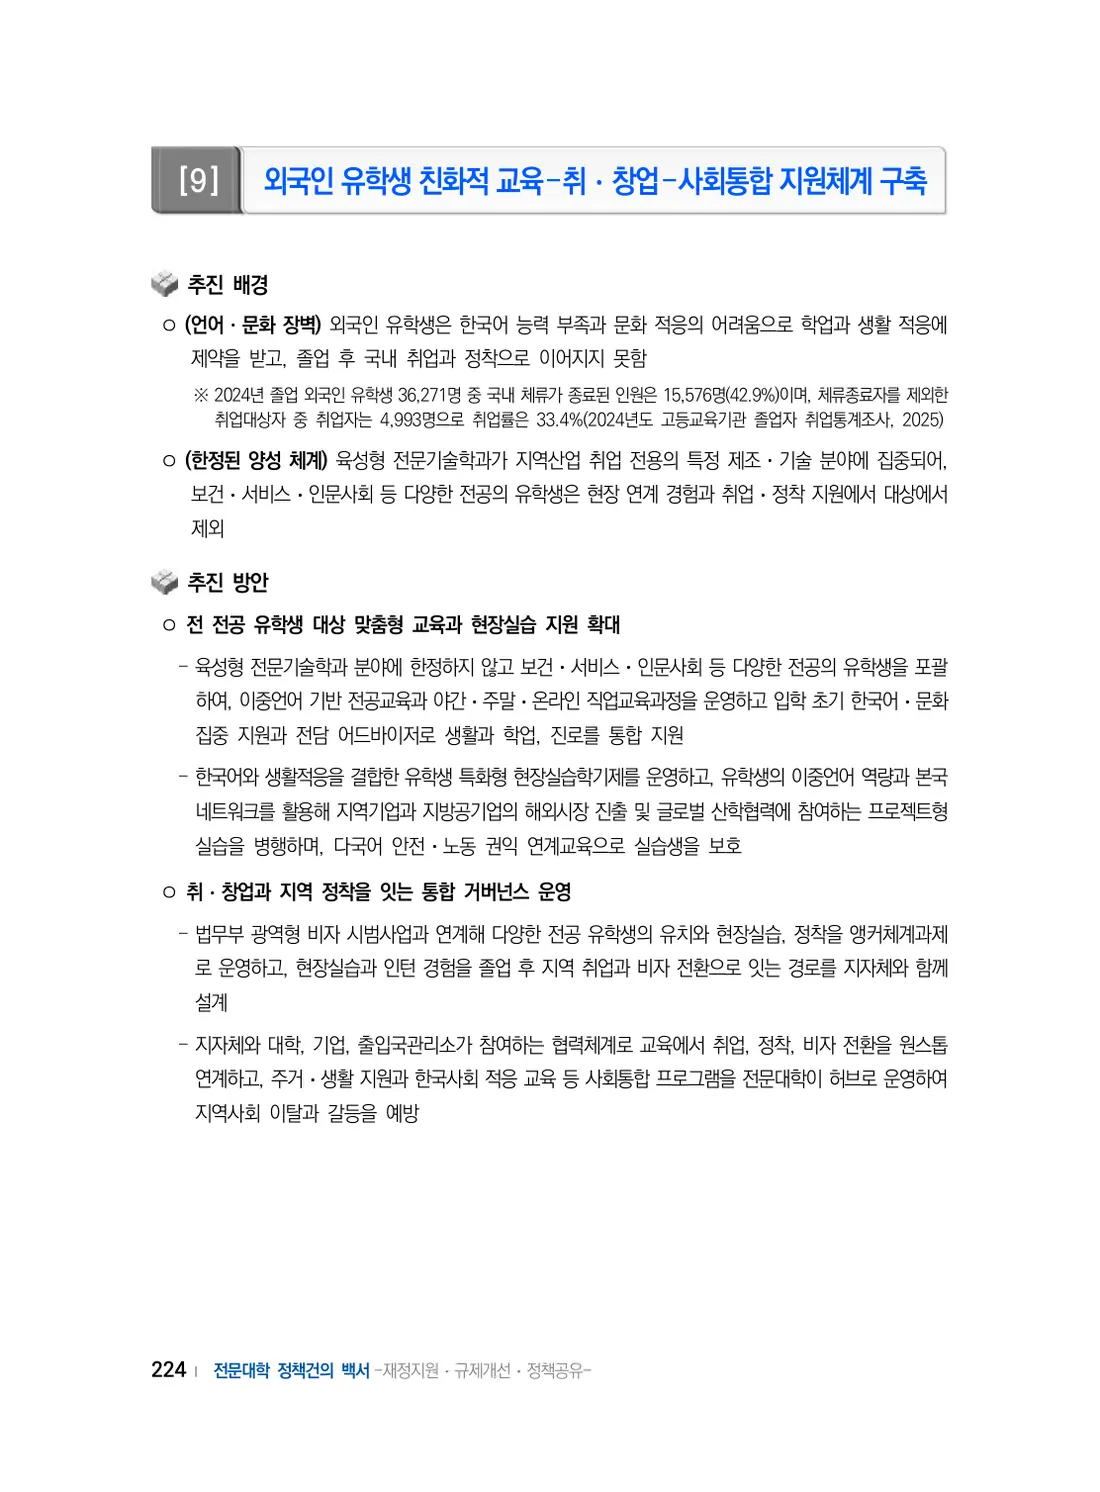 [9] 외국인 유학생 친화적 교육-취·창업-사회통합 지원체계 구축
추진 배경
○ (언어·문화 장벽) 외국인 유학생은 한국어 능력 부족과 문화 적응의 어려움으로 학업과 생활 적응에
제약을 받고, 졸업 후 국내 취업과 정착으로 이어지지 못함
※ 2024년 졸업 외국인 유학생 36,271명 중 국내 체류가 종료된 인원은 15,576명(42.9%)이며, 체류종료자를 제외한
취업대상자 중 취업자는 4,993명으로 취업률은 33.4%(2024년도 고등교육기관 졸업자 취업통계조사, 2025)
○ (한정된 양성 체계) 육성형 전문기술학과가 지역산업 취업 전용의 특정 제조·기술 분야에 집중되어,
보건·서비스·인문사회 등 다양한 전공의 유학생은 현장 연계 경험과 취업·정착 지원에서 대상에서
제외
추진 방안
○ 전 전공 유학생 대상 맞춤형 교육과 현장실습 지원 확대
- 육성형 전문기술학과 분야에 한정하지 않고 보건·서비스·인문사회 등 다양한 전공의 유학생을 포괄
하여, 이중언어 기반 전공교육과 야간·주말·온라인 직업교육과정을 운영하고 입학 초기 한국어·문화
집중 지원과 전담 어드바이저로 생활과 학업, 진로를 통합 지원
- 한국어와 생활적응을 결합한 유학생 특화형 현장실습학기제를 운영하고, 유학생의 이중언어 역량과 본국
네트워크를 활용해 지역기업과 지방공기업의 해외시장 진출 및 글로벌 산학협력에 참여하는 프로젝트형
실습을 병행하며, 다국어 안전·노동 권익 연계교육으로 실습생을 보호
○ 취·창업과 지역 정착을 잇는 통합 거버넌스 운영
- 법무부 광역형 비자 시범사업과 연계해 다양한 전공 유학생의 유치와 현장실습, 정착을 앵커체계과제
로 운영하고, 현장실습과 인턴 경험을 졸업 후 지역 취업과 비자 전환으로 잇는 경로를 지자체와 함께
설계
- 지자체와 대학, 기업, 출입국관리소가 참여하는 협력체계로 교육에서 취업, 정착, 비자 전환을 원스톱
연계하고, 주거·생활 지원과 한국사회 적응 교육 등 사회통합 프로그램을 전문대학이 허브로 운영하여
지역사회 이탈과 갈등을 예방
224 | 전문대학 정책건의 백서 -재정지원·규제개선·정책공유-